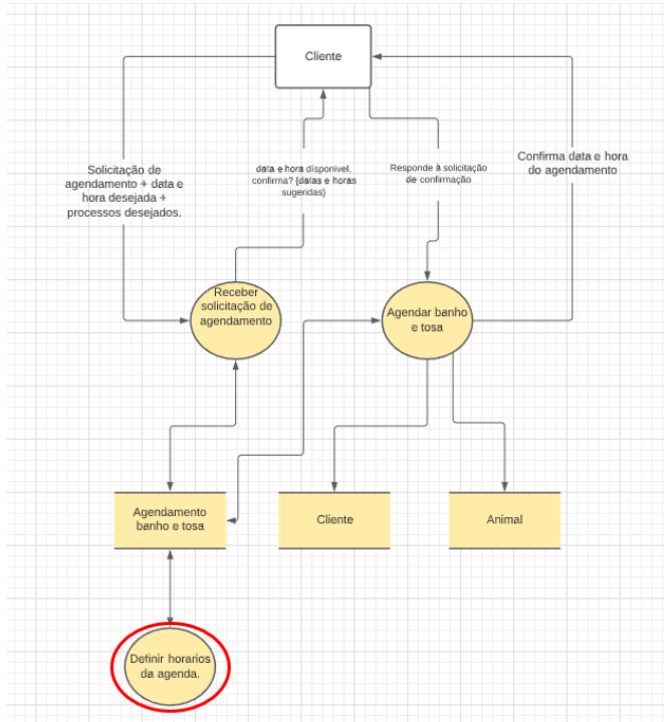 Cliente
Solicitação de
agendamento + data e
hora desejada +
processos desejados.
data e hora disponivel,
confirma? {datas e horas
sugeridas}
Responde à solicitação
de confirmação
Confirma data e hora
do agendamento
Receber
solicitação de
agendamento
Agendar banho
e tosa
Agendamento
banho e tosa
Cliente
Animal
Definir horarios
da agenda.